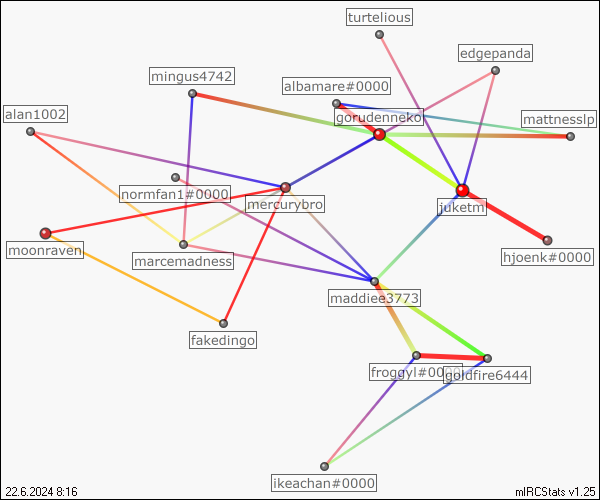 turtelious
edgepanda
mingus4742
albamare#0000
alan1002
gorudenneko
mattnesslp
normfan1#0000
mercurybro
juketm
moonraven
marcemadness
hjoenk#0000
maddiee3773
fakedingo
froggyl#0000
goldfire6444
ikeachan#0000
22.6.2024 8:16
mIRCStats v1.25